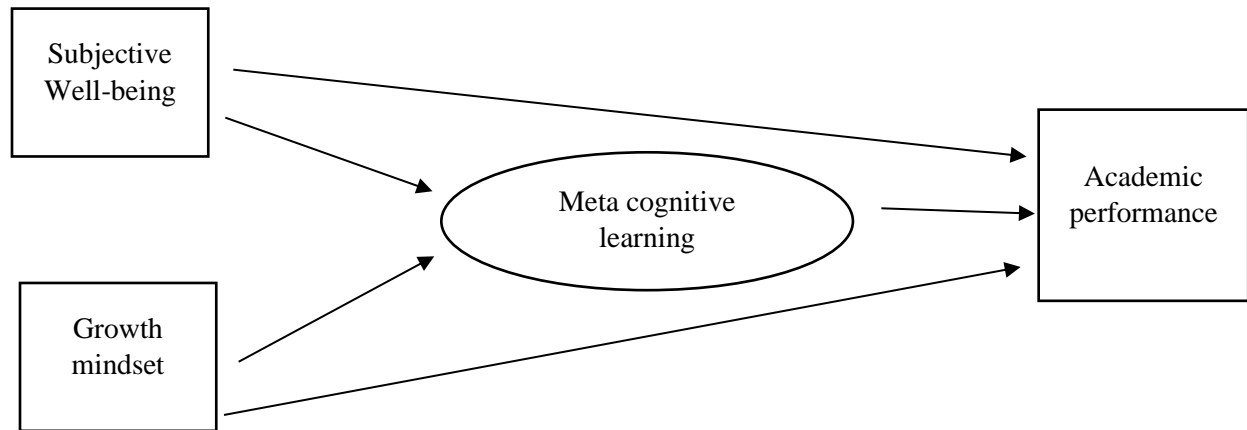 Subjective
Well-being
Meta cognitive
learning
Academic
performance
Growth
mindset